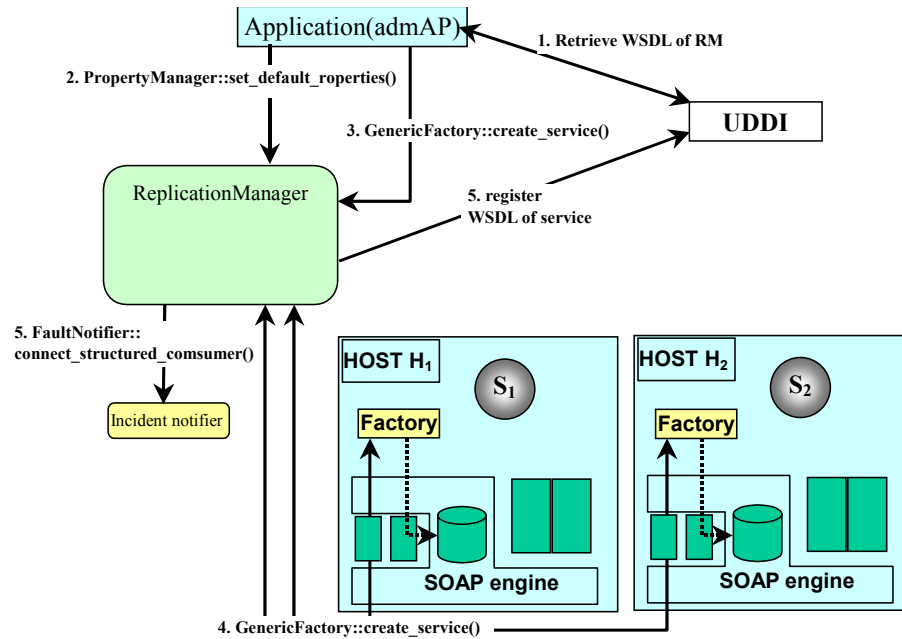 Application(admAP)
1. Retrieve WSDL of RM
2. PropertyManager::set_default_roperties()
UDDI
3. GenericFactory::create_service()
ReplicationManager
5. register
WSDL of service
5. FaultNotifier::
connect_structured_comsumer()
Incident notifier
HOST H₁
S₁
Factory
SOAP engine
HOST H₂
S₂
Factory
SOAP engine
4. GenericFactory::create_service()